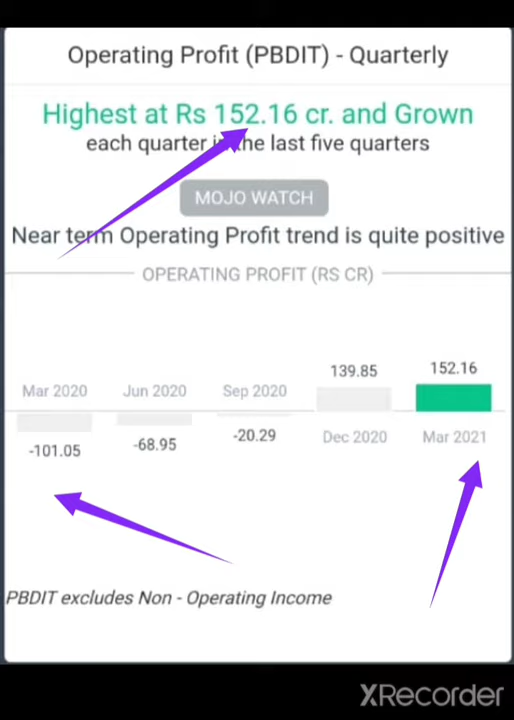 Operating Profit (PBDIT) - Quarterly
Highest at Rs 152.16 cr. and Grown
each quarter in the last five quarters
MOJO WATCH
Near term Operating Profit trend is quite positive
OPERATING PROFIT (RS CR)
139.85 152.16
Mar 2020 Jun 2020 Sep 2020
-101.05 -68.95 -20.29 Dec 2020 Mar 2021
PBDIT excludes Non - Operating Income
XRecorder